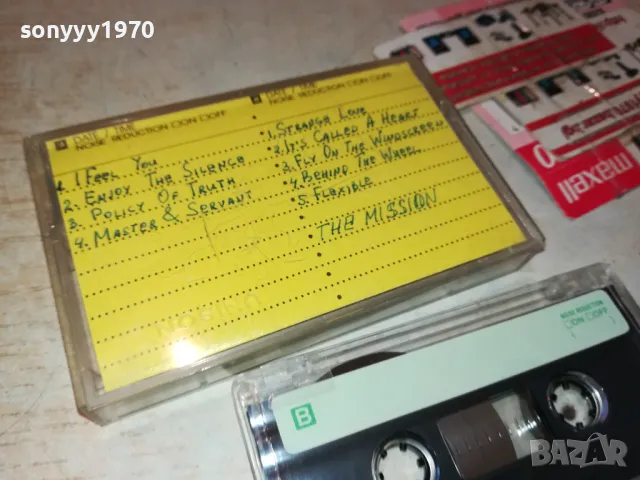 sonyyy1970
A DATE / TIME
NOISE REDUCTION □ON □OFF
1. I Feel You
2. Enjoy The Silence
3. Policy Of Truth
4. Master & Servant
B DATE / TIME
NOISE REDUCTION □ON □OFF
1. Strange Love
2. It's Called A Heart
3. Fly On The Windscreen
4. Behind The Wheel
5. Flexible
THE MISSION
maxell
B
NOISE REDUCTION
□ON □OFF
BAZAR.bg